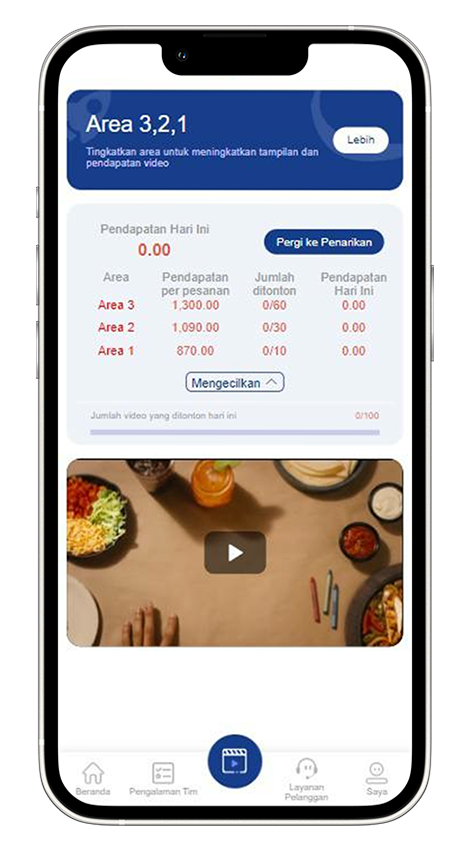 Area 3,2,1
Tingkatkan area untuk meningkatkan tampilan dan
pendapatan video
Lebih
Pendapatan Hari Ini
0.00
Pergi ke Penarikan
Area Pendapatan per pesanan Jumlah ditonton Pendapatan Hari Ini
Area 3 1,300.00 0/60 0.00
Area 2 1,090.00 0/30 0.00
Area 1 870.00 0/10 0.00
Mengecilkan
Jumlah video yang ditonton hari ini 0/100
Beranda
Pengalaman Tim
Layanan
Pelanggan
Saya